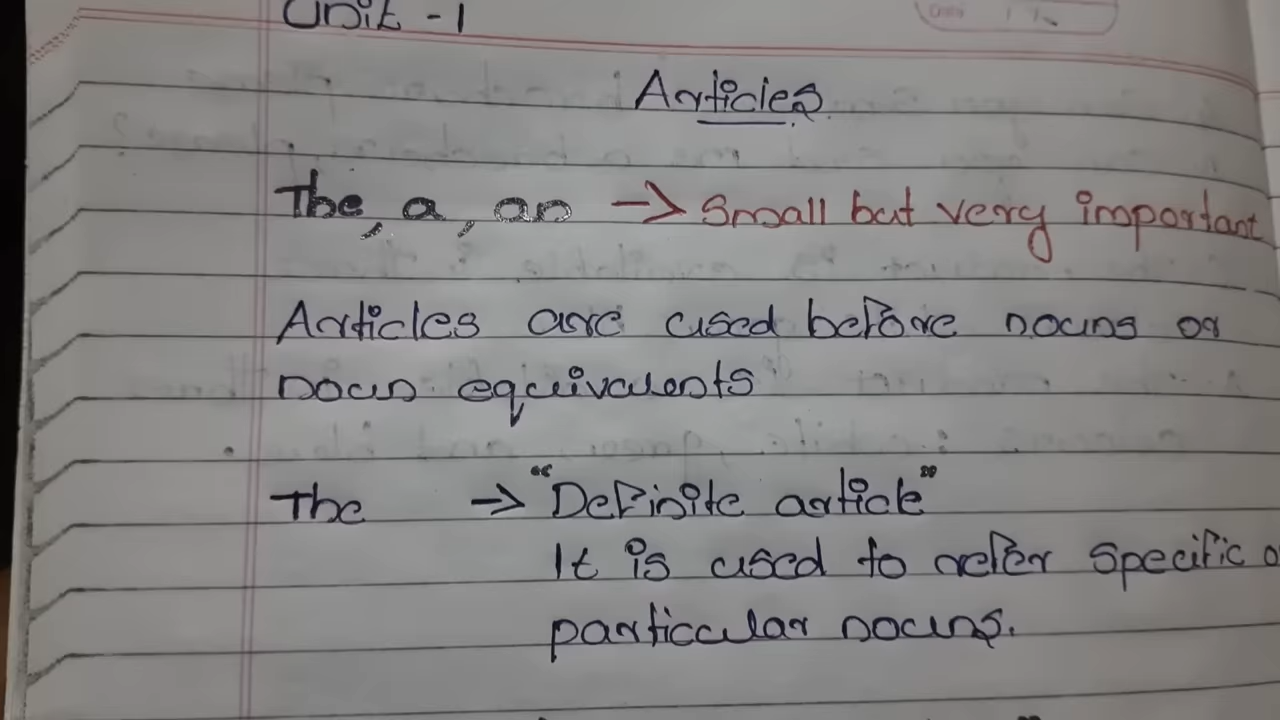 Unit - 1
Articles
The, a, an → Small but very important
Articles are used before nouns or
noun equivalents
The → "Definite article"
It is used to refer specific
particular nouns.